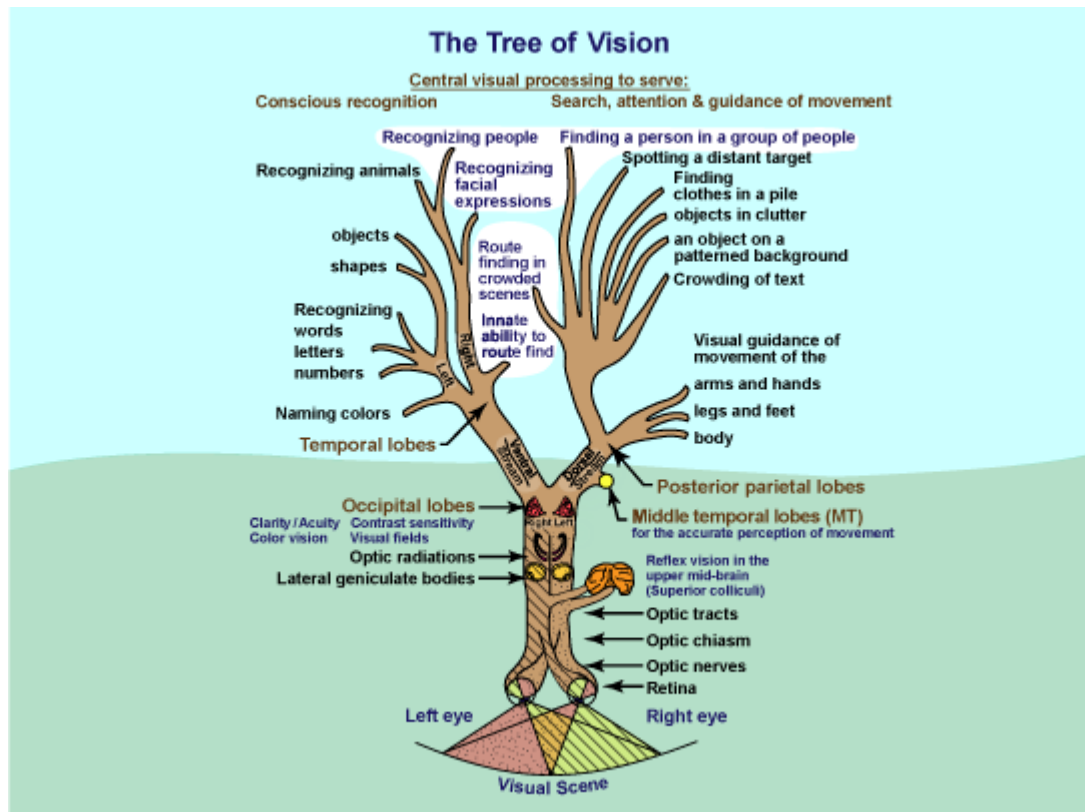 The Tree of Vision
Central visual processing to serve:
Conscious recognition
Search, attention & guidance of movement
Recognizing people
Finding a person in a group of people
Recognizing animals
Recognizing
facial
expressions
Spotting a distant target
Finding
clothes in a pile
objects in clutter
an object on a
patterned background
Crowding of text
objects
shapes
Route
finding in
crowded
scenes
Innate
ability to
route find
Recognizing
words
letters
numbers
Naming colors
Left
Right
Visual guidance of
movement of the
arms and hands
legs and feet
body
Temporal lobes
Ventral
Stream
Dorsal
Stream
Posterior parietal lobes
Occipital lobes
Clarity/Acuity
Contrast sensitivity
Color vision
Visual fields
Right Left
Middle temporal lobes (MT)
for the accurate perception of movement
Optic radiations
Lateral geniculate bodies
Reflex vision in the
upper mid-brain
(Superior colliculi)
Optic tracts
Optic chiasm
Optic nerves
Retina
Left eye
Right eye
Visual Scene